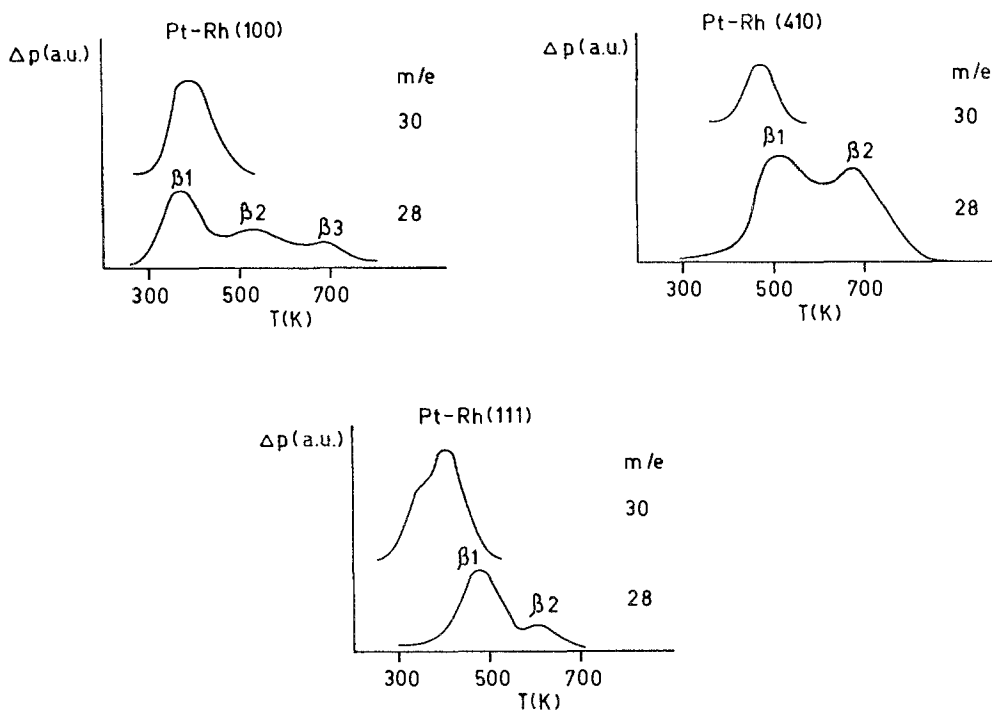 Pt-Rh (100)
Δp(a.u.)
m/e
30
β1
β2
β3
28
300 500 700
T(K)
Pt-Rh (410)
Δp(a.u.)
m/e
30
β1
β2
28
300 500 700
T(K)
Pt-Rh (111)
Δp(a.u.)
m/e
30
β1
β2
28
300 500 700
T(K)